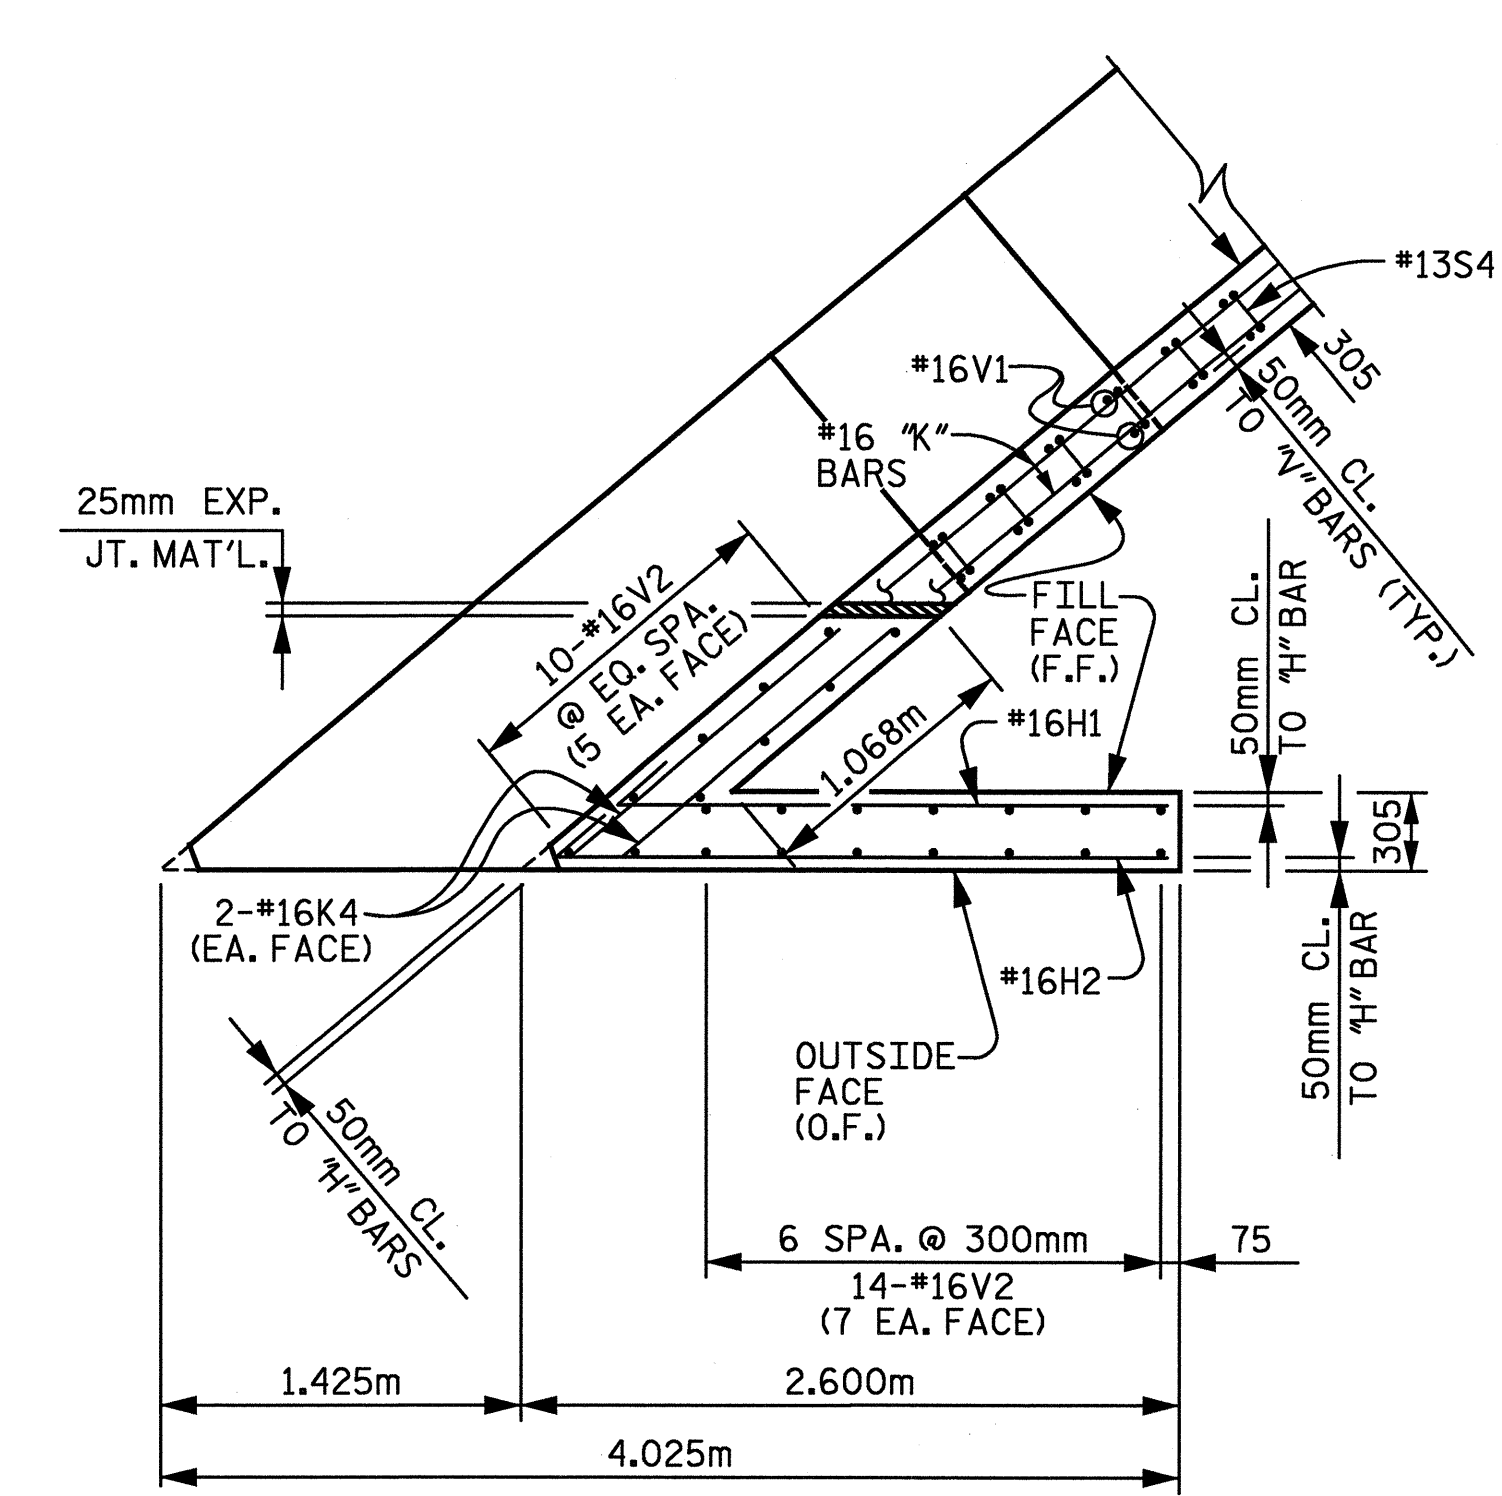 #13S4
305
#16V1
50mm CL.
TO "V" BARS (TYP.)
#16 "K"
BARS
25mm EXP.
JT. MAT'L.
10-#16V2
@ EQ. SPA.
(5 EA. FACE)
FILL
FACE
(F.F.)
50mm CL.
TO "H" BAR
#16H1
1.068m
305
2-#16K4
(EA. FACE)
#16H2
50mm CL.
TO "H" BAR
OUTSIDE
FACE
(O.F.)
50mm CL.
TO "H" BARS
6 SPA. @ 300mm
75
14-#16V2
(7 EA. FACE)
1.425m
2.600m
4.025m